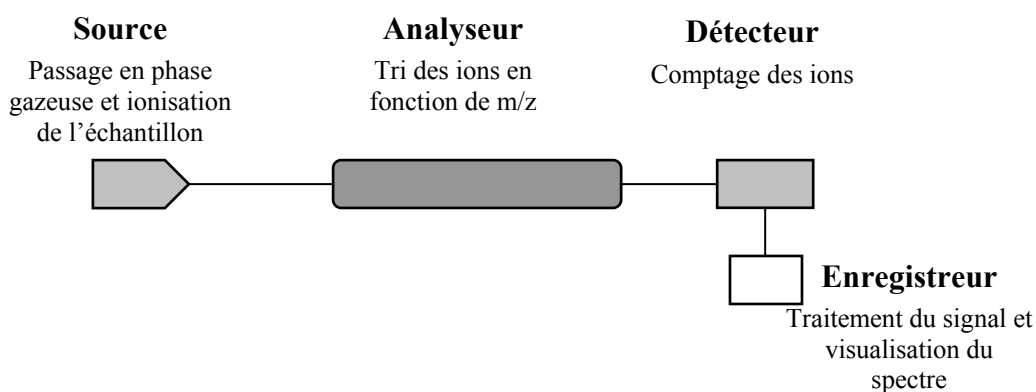 Source
Passage en phase
gazeuse et ionisation
de l'échantillon
Analyseur
Tri des ions en
fonction de m/z
Détecteur
Comptage des ions
Enregistreur
Traitement du signal et
visualisation du
spectre